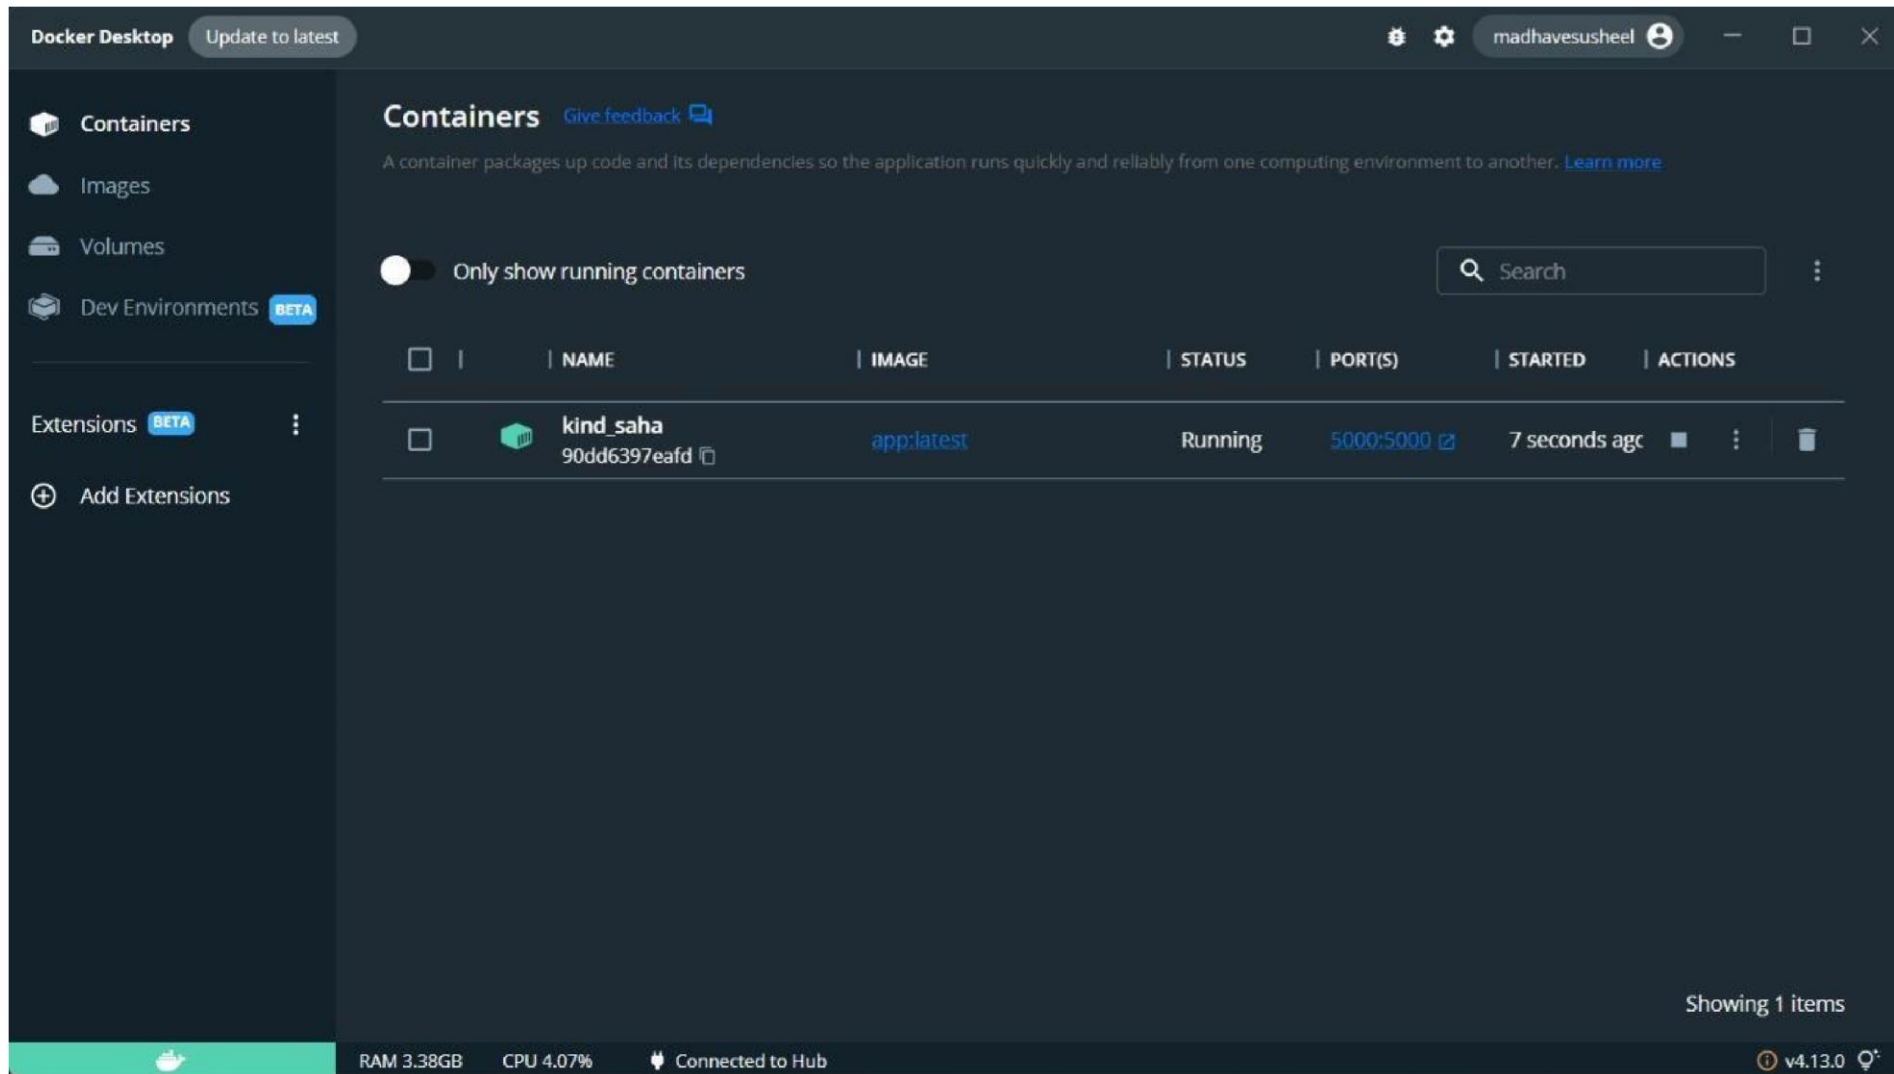 Docker Desktop Update to latest madhavesusheel
Containers
Images
Volumes
Dev Environments BETA
Extensions BETA
Add Extensions
Containers Give feedback
A container packages up code and its dependencies so the application runs quickly and reliably from one computing environment to another. Learn more
Only show running containers Search
NAME IMAGE STATUS PORT(S) STARTED ACTIONS
kind_saha app:latest Running 5000:5000 7 seconds agc
90dd6397eafd
Showing 1 items
RAM 3.38GB CPU 4.07% Connected to Hub v4.13.0